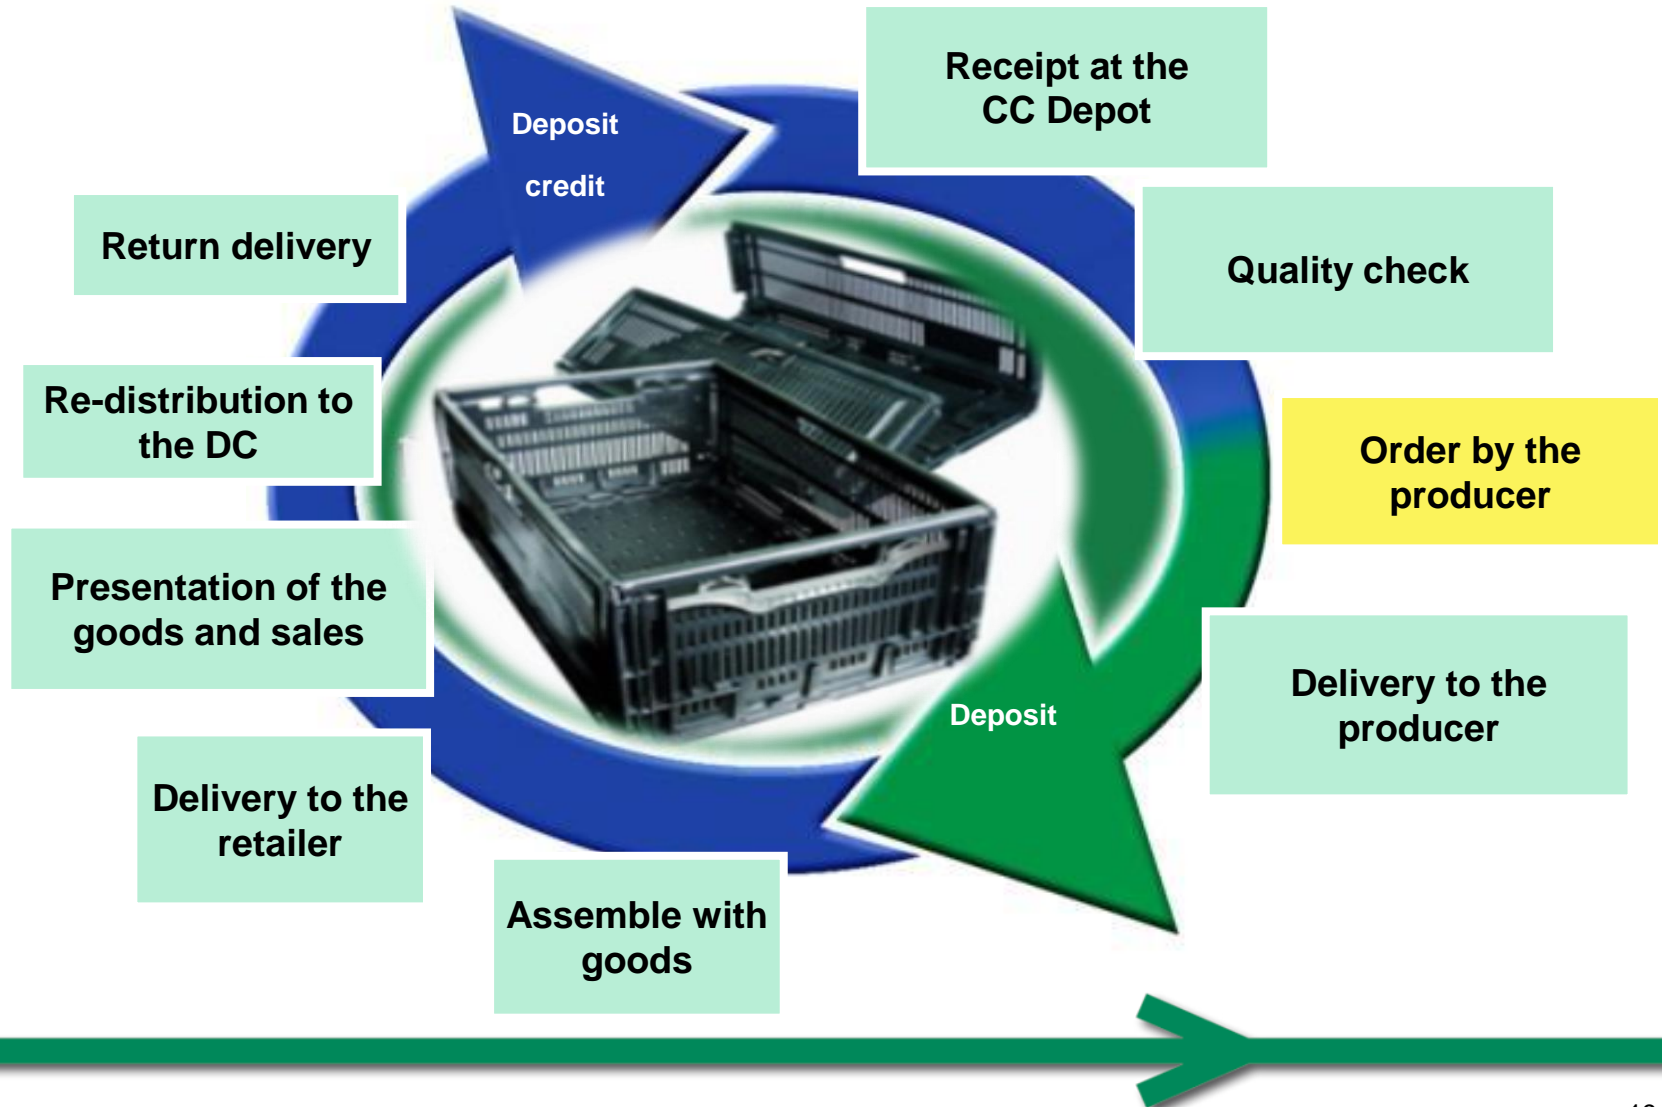 Receipt at the
CC Depot
Deposit
credit
Return delivery
Quality check
Re-distribution to
the DC
Order by the
producer
Presentation of the
goods and sales
Delivery to the
producer
Deposit
Delivery to the
retailer
Assemble with
goods